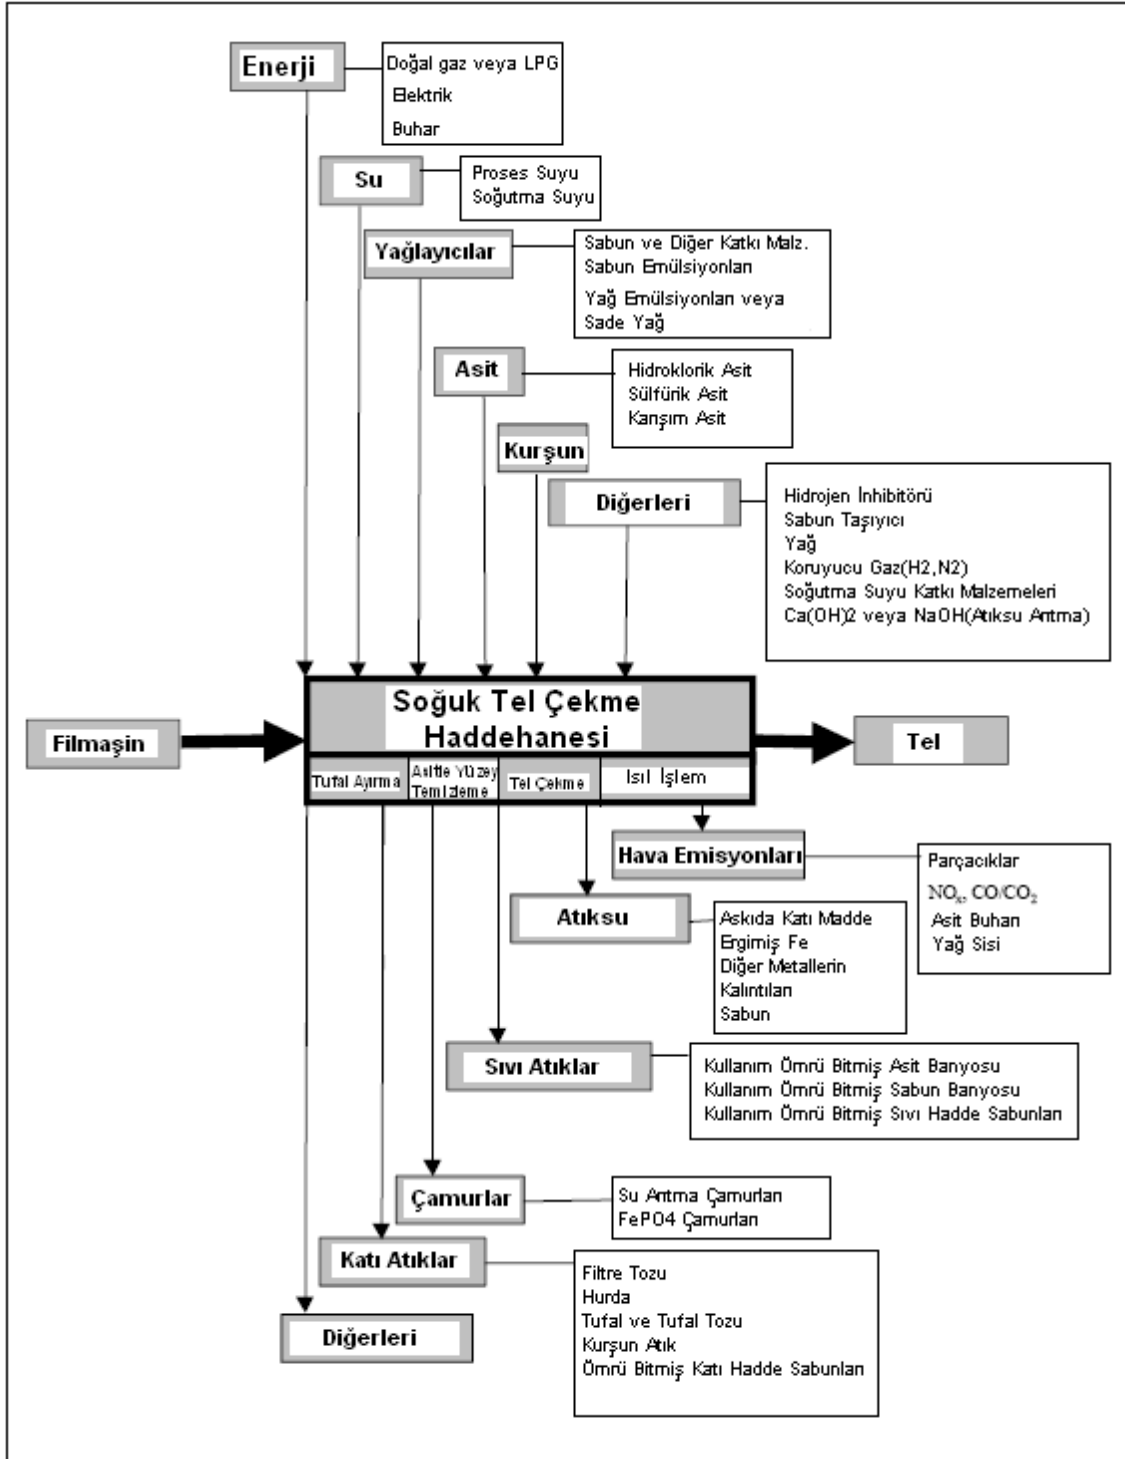 Enerji
Doğal gaz veya LPG
Elektrik
Buhar
Su
Proses Suyu
Soğutma Suyu
Yağlayıcılar
Sabun ve Diğer Katkı Malz.
Sabun Emülsiyonları
Yağ Emülsiyonları veya
Sade Yağ
Asit
Hidroklorik Asit
Sülfürik Asit
Karışım Asit
Kurşun
Diğerleri
Hidrojen İnhibitörü
Sabun Taşıyıcı
Yağ
Koruyucu Gaz(H2,N2)
Soğutma Suyu Katkı Malzemeleri
Ca(OH)2 veya NaOH(Atıksu Arıtma)
Filmaşin
Soğuk Tel Çekme
Haddehanesi
Tel
Tufal Ayırma
Asitle Yüzey
Temizleme
Tel Çekme
Isıl İşlem
Hava Emisyonları
Parçacıklar
NOx, CO/CO2
Asit Buharı
Yağ Sisi
Atıksu
Askıda Katı Madde
Ergimiş Fe
Diğer Metallerin
Kalıntıları
Sabun
Sıvı Atıklar
Kullanım Ömrü Bitmiş Asit Banyosu
Kullanım Ömrü Bitmiş Sabun Banyosu
Kullanım Ömrü Bitmiş Sıvı Hadde Sabunları
Çamurlar
Su Arıtma Çamurları
FePO4 Çamurları
Katı Atıklar
Filtre Tozu
Hurda
Tufal ve Tufal Tozu
Kurşun Atık
Ömrü Bitmiş Katı Hadde Sabunları
Diğerleri